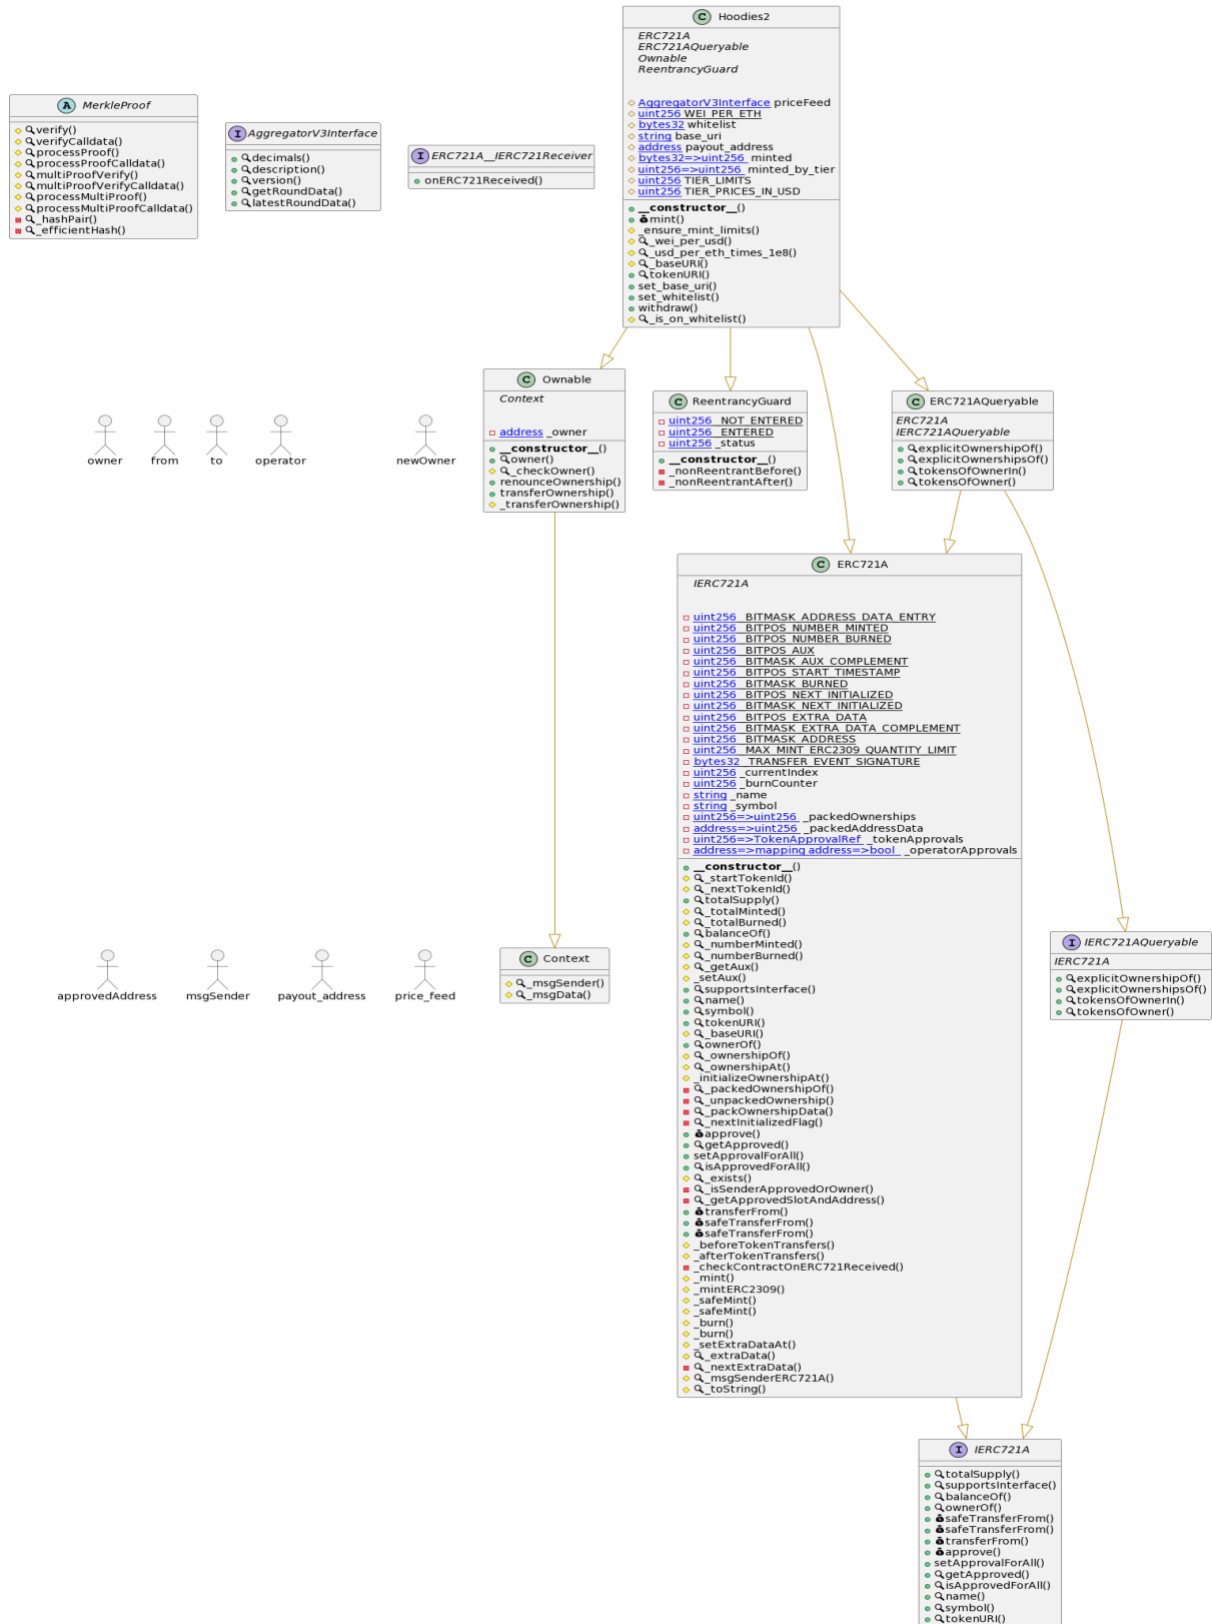 Hoodies2
ERC721A
ERC721AQueryable
Ownable
ReentrancyGuard
AggregatorV3Interface priceFeed
uint256 WEI_PER_ETH
bytes32 whitelist
string base_uri
address payout_address
bytes32=>uint256 minted
uint256=>uint256 minted_by_tier
uint256 TIER_LIMITS
uint256 TIER_PRICES_IN_USD
__constructor__()
mint()
_ensure_mint_limits()
_wei_per_usd()
_usd_per_eth_times_1e8()
_baseURI()
tokenURI()
set_base_uri()
set_whitelist()
withdraw()
_is_on_whitelist()
MerkleProof
verify()
verifyCalldata()
processProof()
processProofCalldata()
multiProofVerify()
multiProofVerifyCalldata()
processMultiProof()
processMultiProofCalldata()
_hashPair()
_efficientHash()
AggregatorV3Interface
decimals()
description()
version()
getRoundData()
latestRoundData()
ERC721A__IERC721Receiver
onERC721Received()
Ownable
Context
address _owner
__constructor__()
owner()
_checkOwner()
renounceOwnership()
transferOwnership()
_transferOwnership()
ReentrancyGuard
uint256 _NOT_ENTERED
uint256 _ENTERED
uint256 _status
__constructor__()
_nonReentrantBefore()
_nonReentrantAfter()
ERC721AQueryable
ERC721A
IERC721AQueryable
explicitOwnershipOf()
explicitOwnershipsOf()
tokensOfOwnerIn()
tokensOfOwner()
owner
from
to
operator
newOwner
ERC721A
IERC721A
uint256 _BITMASK_ADDRESS_DATA_ENTRY
uint256 _BITPOS_NUMBER_MINTED
uint256 _BITPOS_NUMBER_BURNED
uint256 _BITPOS_AUX
uint256 _BITMASK_AUX_COMPLEMENT
uint256 _BITPOS_START_TIMESTAMP
uint256 _BITMASK_BURNED
uint256 _BITPOS_NEXT_INITIALIZED
uint256 _BITMASK_NEXT_INITIALIZED
uint256 _BITPOS_EXTRA_DATA
uint256 _BITMASK_EXTRA_DATA_COMPLEMENT
uint256 _BITMASK_ADDRESS
uint256 _MAX_MINT_ERC2309_QUANTITY_LIMIT
bytes32 _TRANSFER_EVENT_SIGNATURE
uint256 _currentIndex
uint256 _burnCounter
string _name
string _symbol
uint256=>uint256 _packedOwnerships
address=>uint256 _packedAddressData
uint256=>TokenApprovalRef _tokenApprovals
address=>mapping address=>bool _operatorApprovals
__constructor__()
_startTokenId()
_nextTokenId()
totalSupply()
_totalMinted()
_totalBurned()
balanceOf()
_numberMinted()
_numberBurned()
_getAux()
_setAux()
supportsInterface()
name()
symbol()
tokenURI()
_baseURI()
ownerOf()
_ownershipOf()
_ownershipAt()
_initializeOwnershipAt()
_packedOwnershipOf()
_unpackedOwnership()
_packOwnershipData()
_nextInitializedFlag()
approve()
getApproved()
setApprovalForAll()
isApprovedForAll()
_exists()
_isSenderApprovedOrOwner()
_getApprovedSlotAndAddress()
transferFrom()
safeTransferFrom()
safeTransferFrom()
_beforeTokenTransfers()
_afterTokenTransfers()
_checkContractOnERC721Received()
_mint()
_mintERC2309()
_safeMint()
_safeMint()
_burn()
_burn()
_setExtraDataAt()
_extraData()
_nextExtraData()
_msgSenderERC721A()
_toString()
approvedAddress
msgSender
payout_address
price_feed
Context
_msgSender()
_msgData()
IERC721AQueryable
IERC721A
explicitOwnershipOf()
explicitOwnershipsOf()
tokensOfOwnerIn()
tokensOfOwner()
IERC721A
totalSupply()
supportsInterface()
balanceOf()
ownerOf()
safeTransferFrom()
safeTransferFrom()
transferFrom()
approve()
setApprovalForAll()
getApproved()
isApprovedForAll()
name()
symbol()
tokenURI()